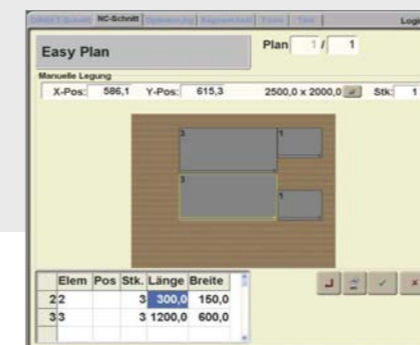 NC-Schnitt
Login
Easy Plan
Plan 1 / 1
Manuelle Legung
X-Pos: 586,1 Y-Pos: 615,3 2500,0 x 2000,0 Stk: 1
3 1
3
1
Elem Pos Stk. Länge Breite
2 2 3 300,0 150,0
3 3 3 1200,0 600,0